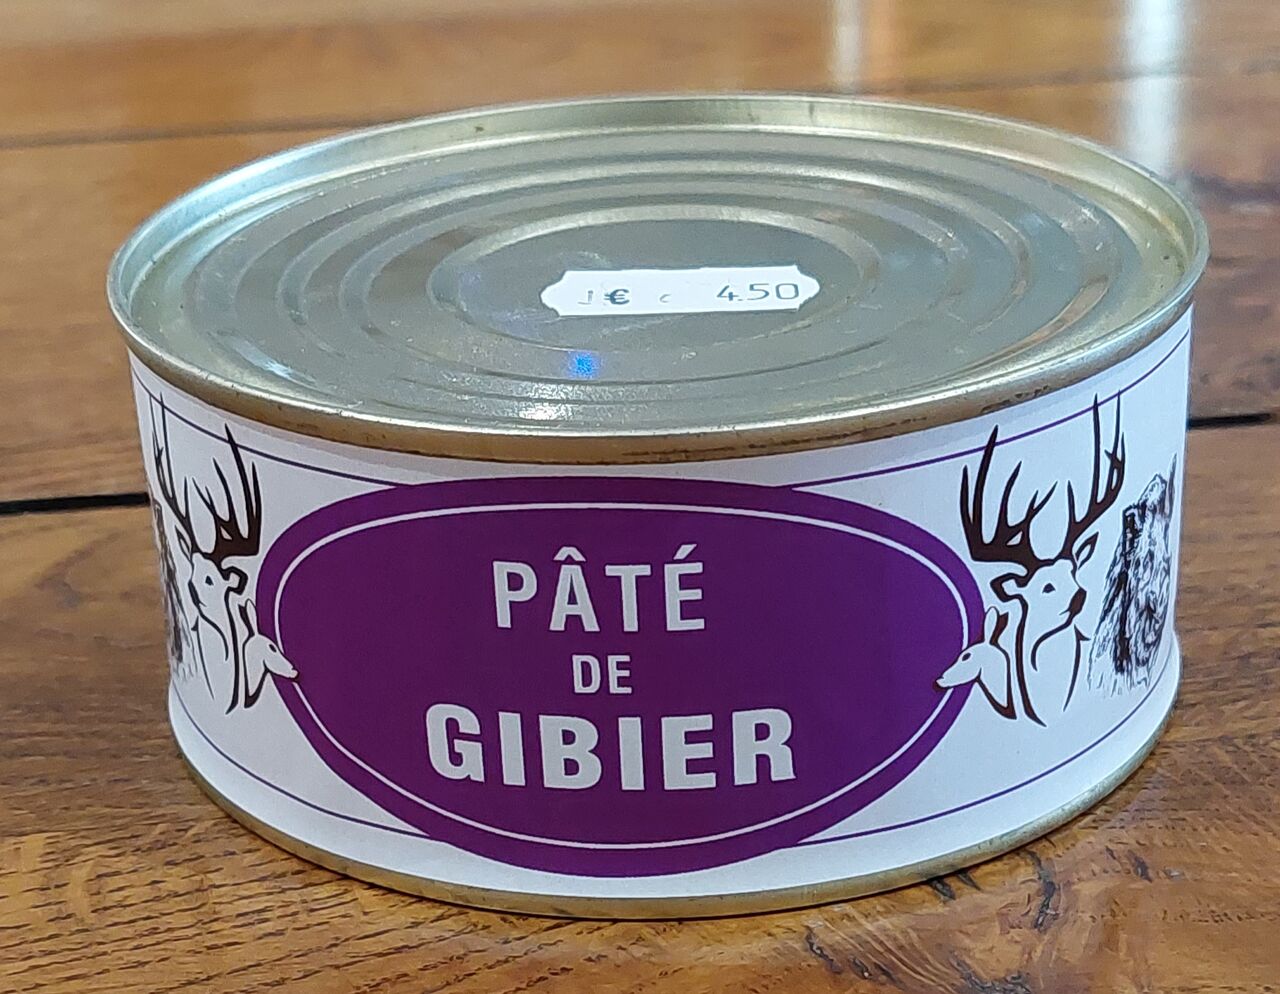 € 4.50
PÂTÉ
DE
GIBIER